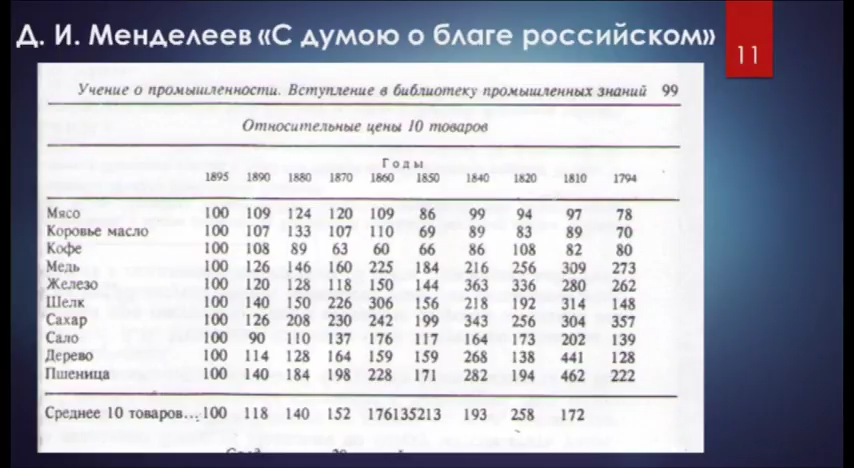 Д. И. Менделеев «С думою о благе российском»
11
Учение о промышленности. Вступление в библиотеку промышленных знаний 99
Относительные цены 10 товаров
Годы
1895 1890 1880 1870 1860 1850 1840 1820 1810 1794
Мясо 100 109 124 120 109 86 99 94 97 78
Коровье масло 100 107 133 107 110 69 89 83 89 70
Кофе 100 108 89 63 60 66 86 108 82 80
Медь 100 126 146 160 225 184 216 256 309 273
Железо 100 120 128 118 150 144 363 336 280 262
Шелк 100 140 150 226 306 156 218 192 314 148
Сахар 100 126 208 230 242 199 343 256 304 357
Сало 100 90 110 137 176 117 164 173 202 139
Дерево 100 114 128 164 159 159 268 138 441 128
Пшеница 100 140 184 198 228 171 282 194 462 222
Среднее 10 товаров...100 118 140 152 176135213 193 258 172